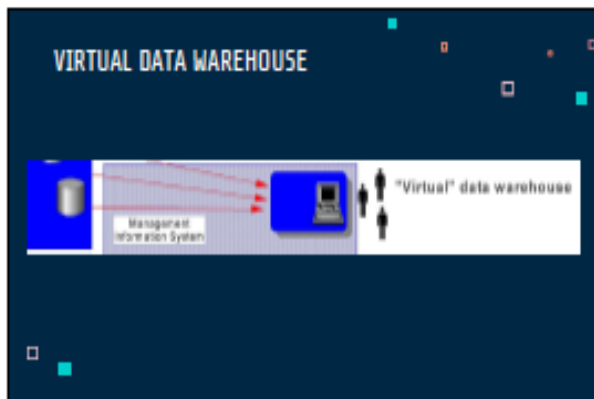 VIRTUAL DATA WAREHOUSE
"Virtual" data warehouse
Management
Information System